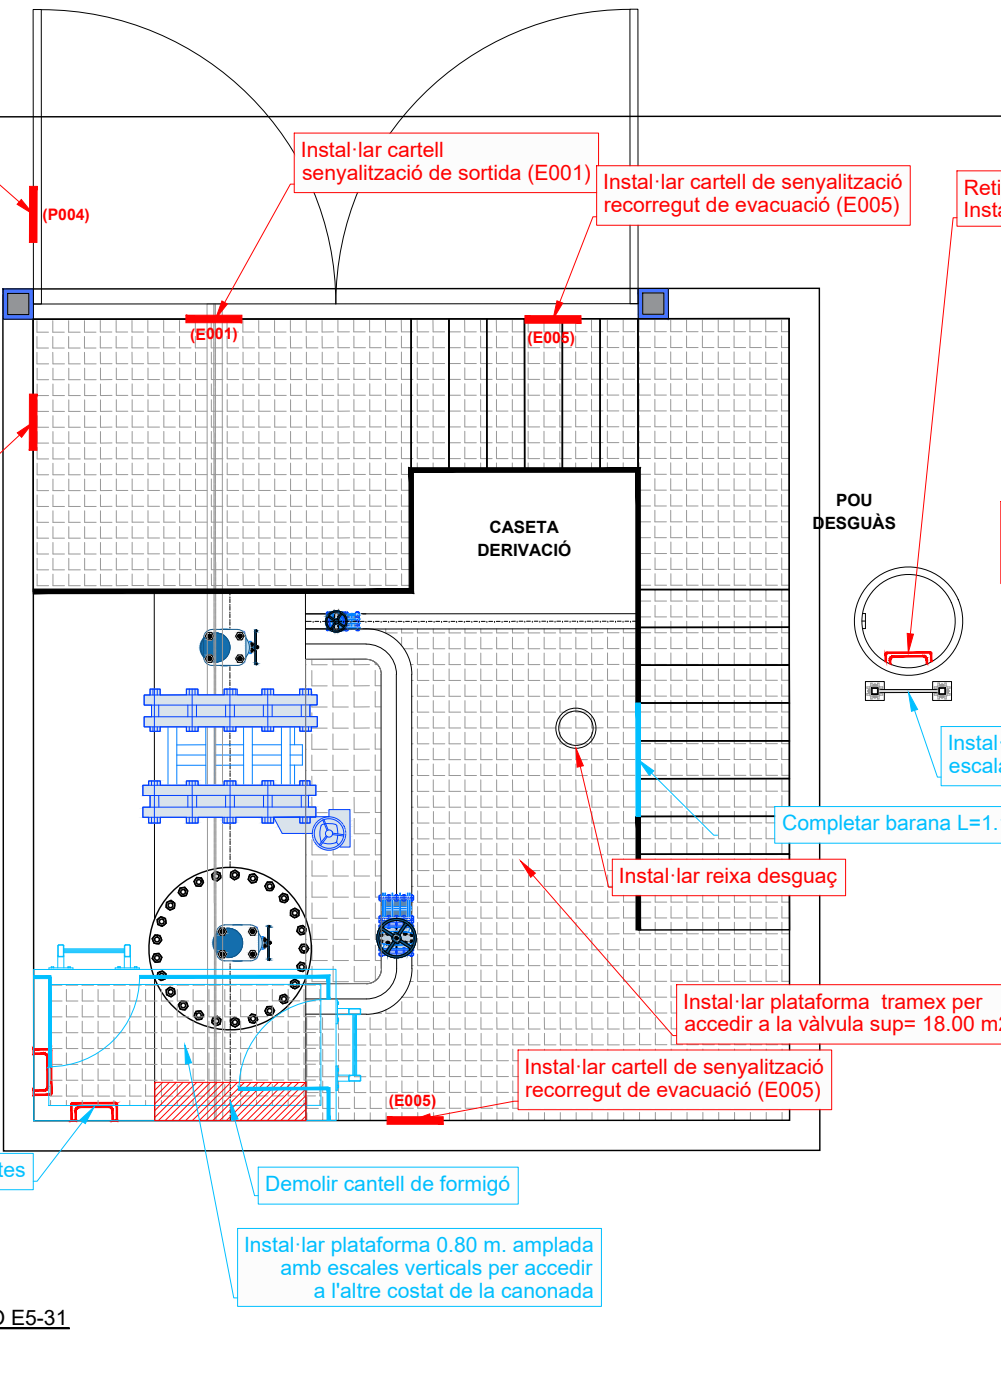 Instal·lar cartell
senyalització de sortida (E001)
Instal·lar cartell de senyalització
recorregut de evacuació (E005)
(P004)
(E001)
(E005)
CASETA
DERIVACIÓ
POU
DESGUÀS
Completar barana L=1.
Instal·lar reixa desguaç
Instal·lar plataforma tramex per
accedir a la vàlvula sup= 18.00 m2
Instal·lar cartell de senyalització
recorregut de evacuació (E005)
(E005)
Demolir cantell de formigó
Instal·lar plataforma 0.80 m. amplada
amb escales verticals per accedir
a l'altre costat de la canonada
E5-31